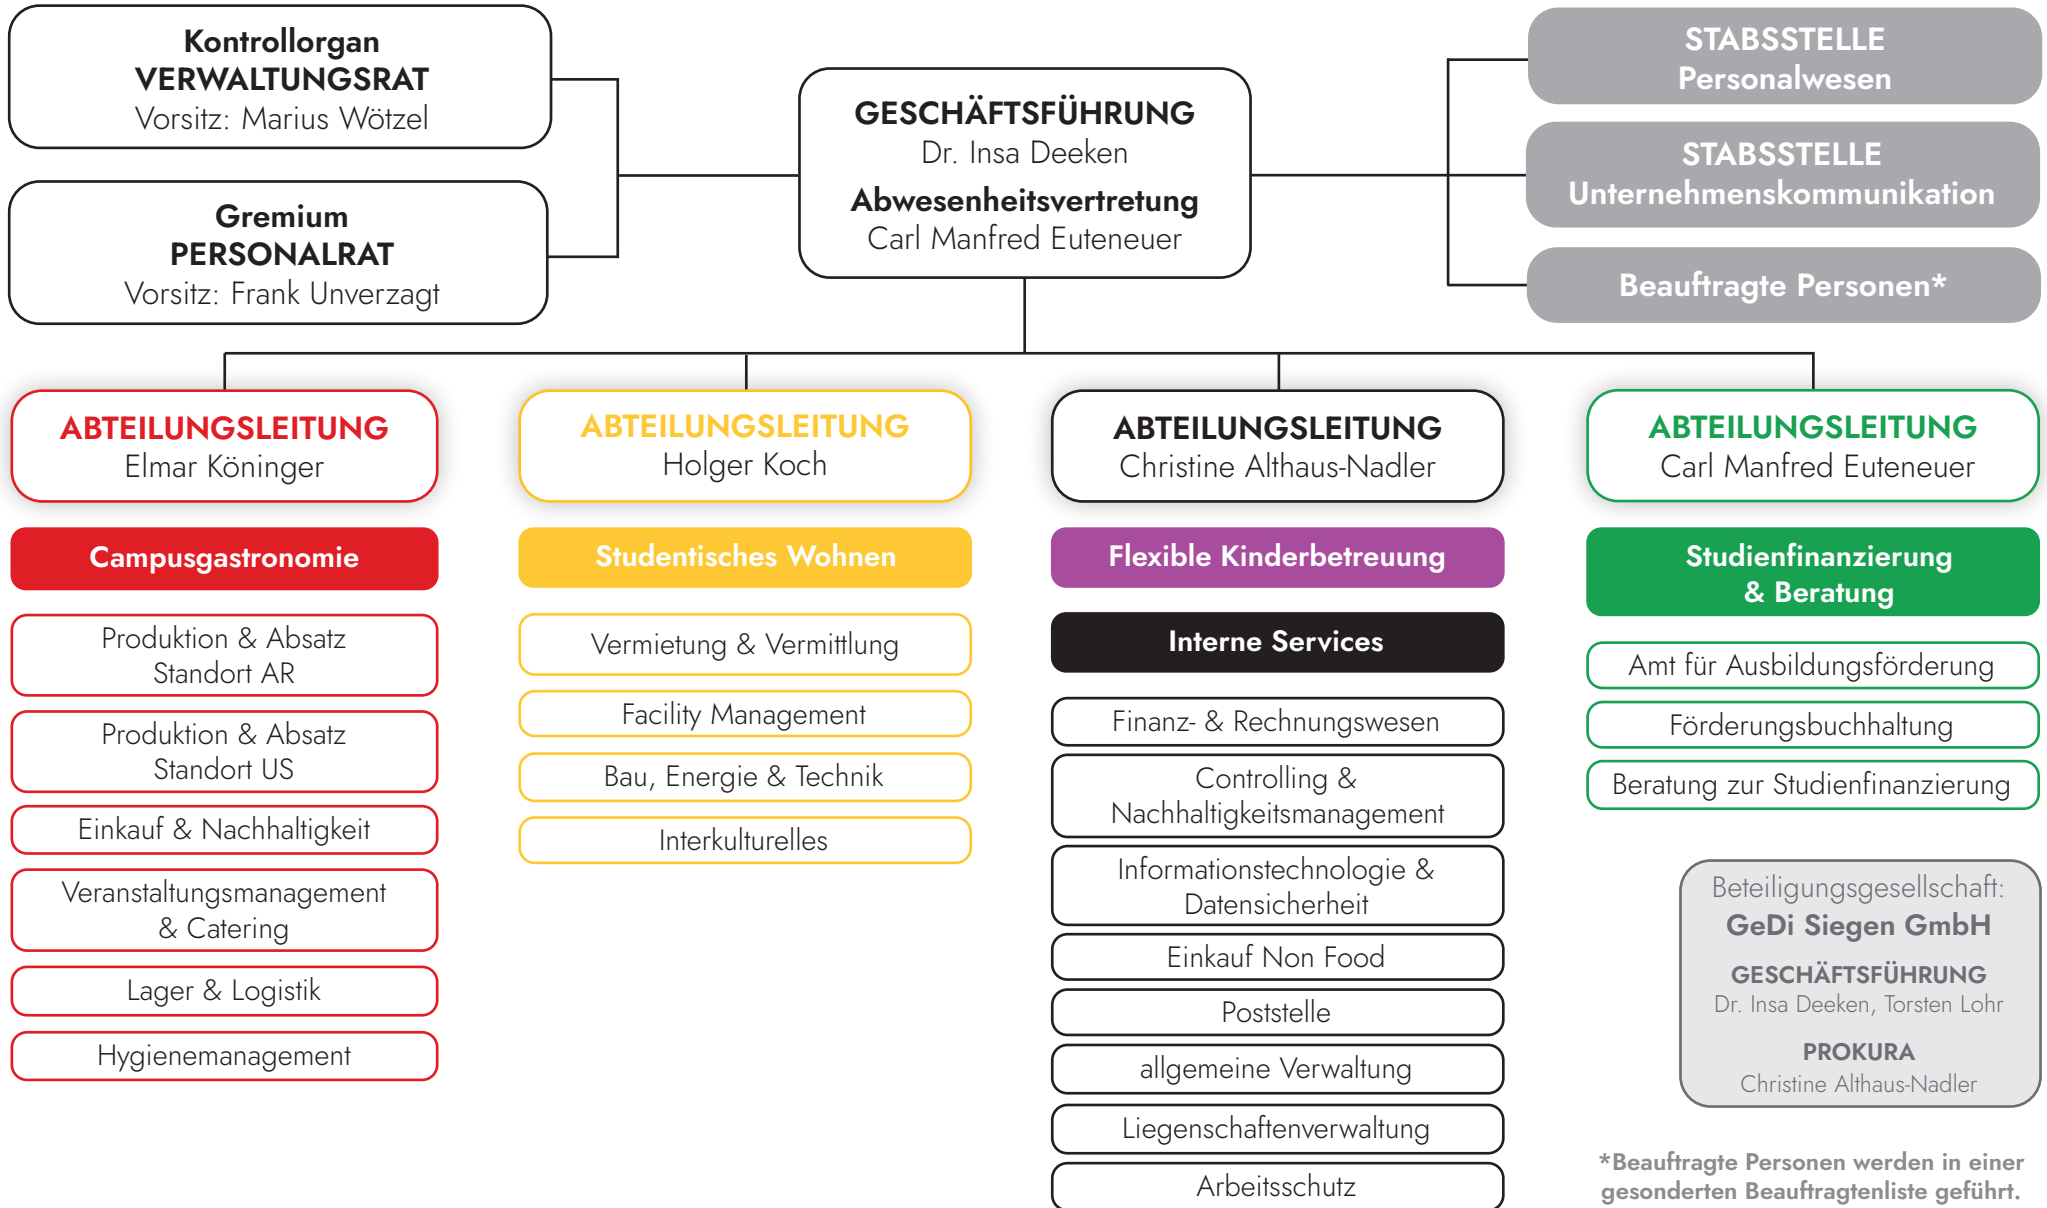 Kontrollorgan
VERWALTUNGSRAT
Vorsitz: Marius Wötzel
Gremium
PERSONALRAT
Vorsitz: Frank Unverzagt
GESCHÄFTSFÜHRUNG
Dr. Insa Deeken
Abwesenheitsvertretung
Carl Manfred Euteneuer
STABSSTELLE
Personalwesen
STABSSTELLE
Unternehmenskommunikation
Beauftragte Personen*
ABTEILUNGSLEITUNG
Elmar Köninger
Campusgastronomie
Produktion & Absatz
Standort AR
Produktion & Absatz
Standort US
Einkauf & Nachhaltigkeit
Veranstaltungsmanagement
& Catering
Lager & Logistik
Hygienemanagement
ABTEILUNGSLEITUNG
Holger Koch
Studentisches Wohnen
Vermietung & Vermittlung
Facility Management
Bau, Energie & Technik
Interkulturelles
ABTEILUNGSLEITUNG
Christine Althaus-Nadler
Flexible Kinderbetreuung
Interne Services
Finanz- & Rechnungswesen
Controlling &
Nachhaltigkeitsmanagement
Informationstechnologie &
Datensicherheit
Einkauf Non Food
Poststelle
allgemeine Verwaltung
Liegenschaftenverwaltung
Arbeitsschutz
ABTEILUNGSLEITUNG
Carl Manfred Euteneuer
Studienfinanzierung
& Beratung
Amt für Ausbildungsförderung
Förderungsbuchhaltung
Beratung zur Studienfinanzierung
Beteiligungsgesellschaft:
GeDi Siegen GmbH
GESCHÄFTSFÜHRUNG
Dr. Insa Deeken, Torsten Lohr
PROKURA
Christine Althaus-Nadler
*Beauftragte Personen werden in einer
gesonderten Beauftragtenliste geführt.